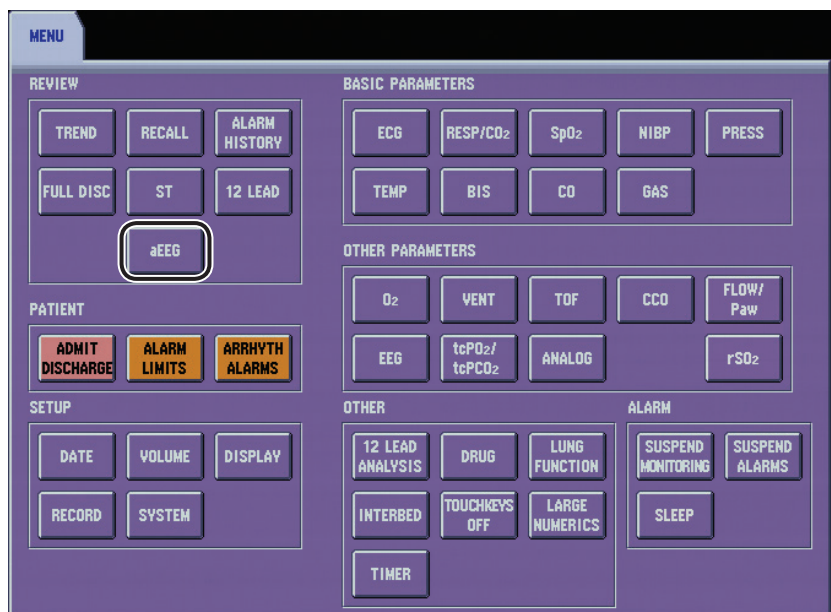 MENU
REVIEW
TREND
RECALL
ALARM
HISTORY
FULL DISC
ST
12 LEAD
aEEG
PATIENT
ADMIT
DISCHARGE
ALARM
LIMITS
ARRHYTH
ALARMS
SETUP
DATE
VOLUME
DISPLAY
RECORD
SYSTEM
BASIC PARAMETERS
ECG
RESP/CO2
SpO2
NIBP
PRESS
TEMP
BIS
CO
GAS
OTHER PARAMETERS
O2
VENT
TOF
CCO
FLOW/
Paw
EEG
tcPO2/
tcPCO2
ANALOG
rSO2
OTHER
12 LEAD
ANALYSIS
DRUG
LUNG
FUNCTION
INTERBED
TOUCHKEYS
OFF
LARGE
NUMERICS
TIMER
ALARM
SUSPEND
MONITORING
SUSPEND
ALARMS
SLEEP